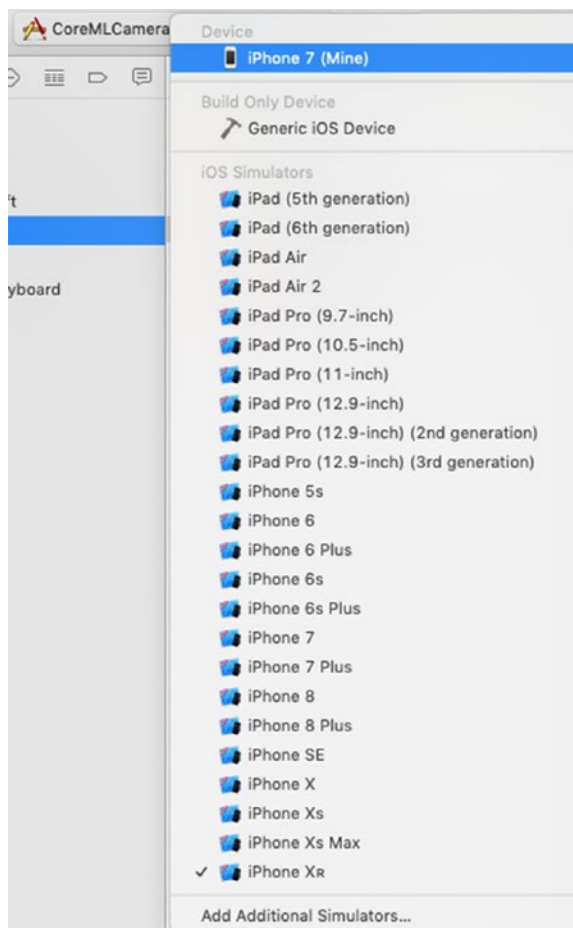 CoreMLCamera
Device
iPhone 7 (Mine)
Build Only Device
Generic iOS Device
iOS Simulators
ft
iPad (5th generation)
iPad (6th generation)
iPad Air
yboard
iPad Air 2
iPad Pro (9.7-inch)
iPad Pro (10.5-inch)
iPad Pro (11-inch)
iPad Pro (12.9-inch)
iPad Pro (12.9-inch) (2nd generation)
iPad Pro (12.9-inch) (3rd generation)
iPhone 5s
iPhone 6
iPhone 6 Plus
iPhone 6s
iPhone 6s Plus
iPhone 7
iPhone 7 Plus
iPhone 8
iPhone 8 Plus
iPhone SE
iPhone X
iPhone Xs
iPhone Xs Max
iPhone XR
Add Additional Simulators...